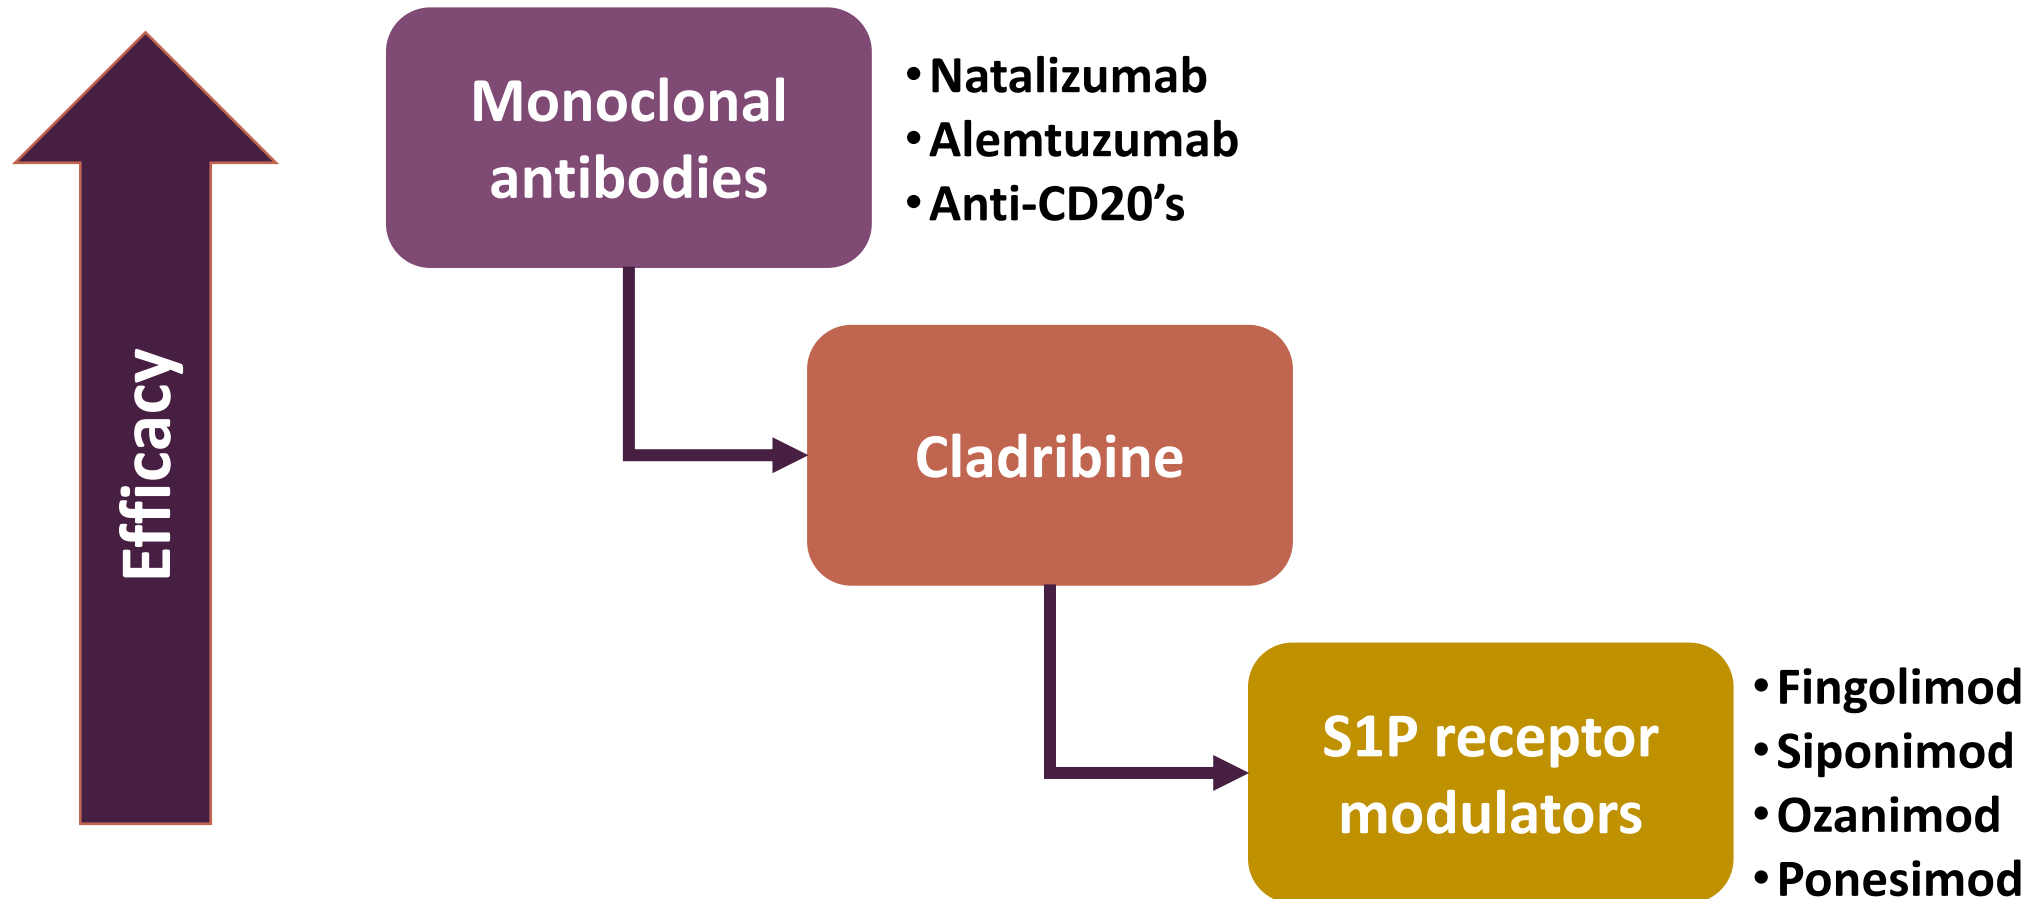 Efficacy
Monoclonal
antibodies
• Natalizumab
• Alemtuzumab
• Anti-CD20’s
Cladribine
S1P receptor
modulators
• Fingolimod
• Siponimod
• Ozanimod
• Ponesimod